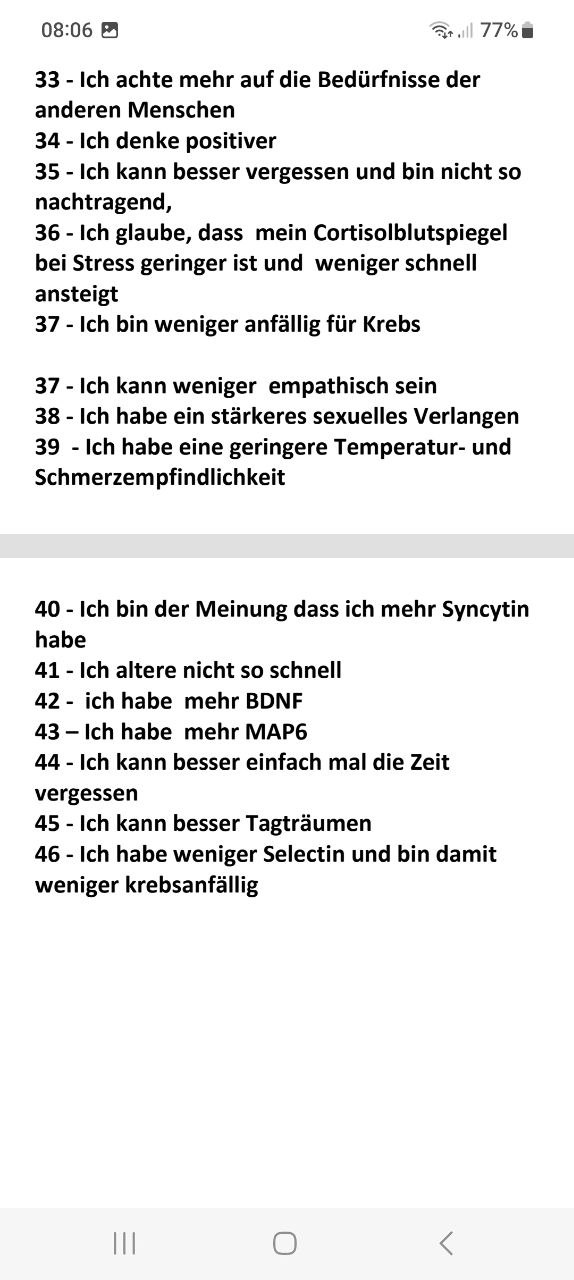 08:06
77%
33 - Ich achte mehr auf die Bedürfnisse der
anderen Menschen
34 - Ich denke positiver
35 - Ich kann besser vergessen und bin nicht so
nachtragend,
36 - Ich glaube, dass  mein Cortisolblutspiegel
bei Stress geringer ist und  weniger schnell
ansteigt
37 - Ich bin weniger anfällig für Krebs
37 - Ich kann weniger  empathisch sein
38 - Ich habe ein stärkeres sexuelles Verlangen
39  - Ich habe eine geringere Temperatur- und
Schmerzempfindlichkeit
40 - Ich bin der Meinung dass ich mehr Syncytin
habe
41 - Ich altere nicht so schnell
42 -  ich habe  mehr BDNF
43 – Ich habe  mehr MAP6
44 - Ich kann besser einfach mal die Zeit
vergessen
45 - Ich kann besser Tagträumen
46 - Ich habe weniger Selectin und bin damit
weniger krebsanfällig